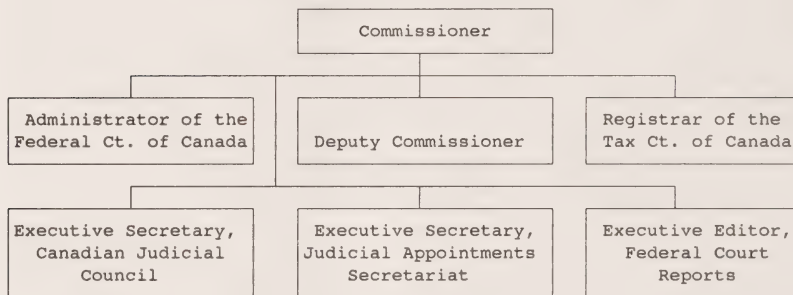 Commissioner
Administrator of the
Federal Ct. of Canada
Deputy Commissioner
Registrar of the
Tax Ct. of Canada
Executive Secretary,
Canadian Judicial
Council
Executive Secretary,
Judicial Appointments
Secretariat
Executive Editor,
Federal Court
Reports